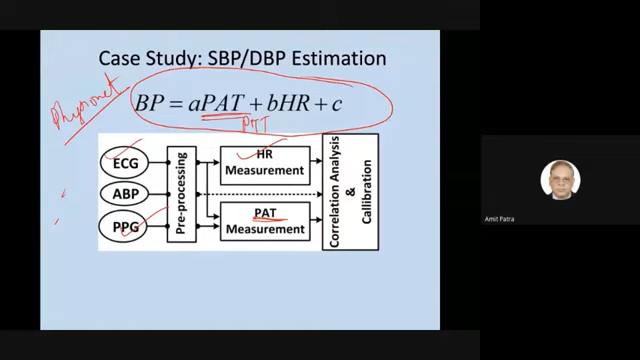 Case Study: SBP/DBP Estimation
Physionet
BP = aPAT + bHR + c
PTT
ECG
ABP
PPG
Pre-processing
HR
Measurement
PAT
Measurement
Correlation Analysis
&
Callibration
Amit Patra